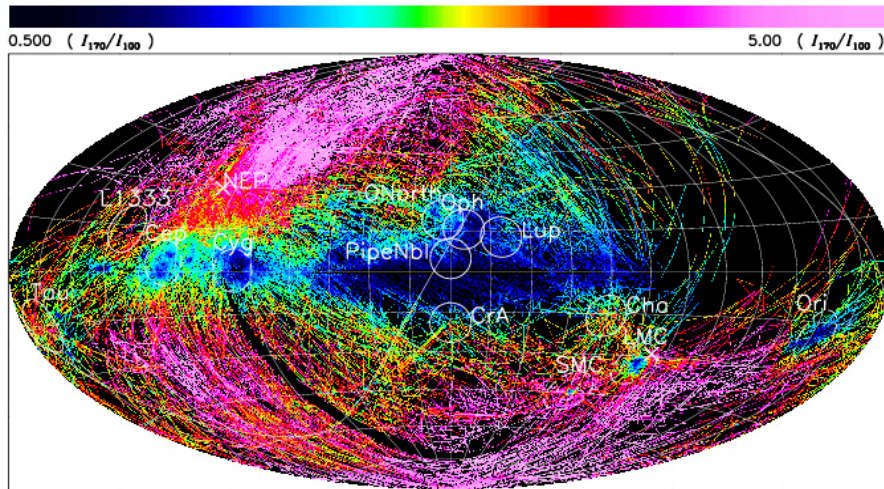 0.500 ( I₁₇₀/I₁₀₀ ) 5.00 ( I₁₇₀/I₁₀₀ )
NEP
L1333
ONorth
Oph
Cep
Cyg
Lup
PipeNbl
Tau
CrA
Cha
Ori
LMC
SMC